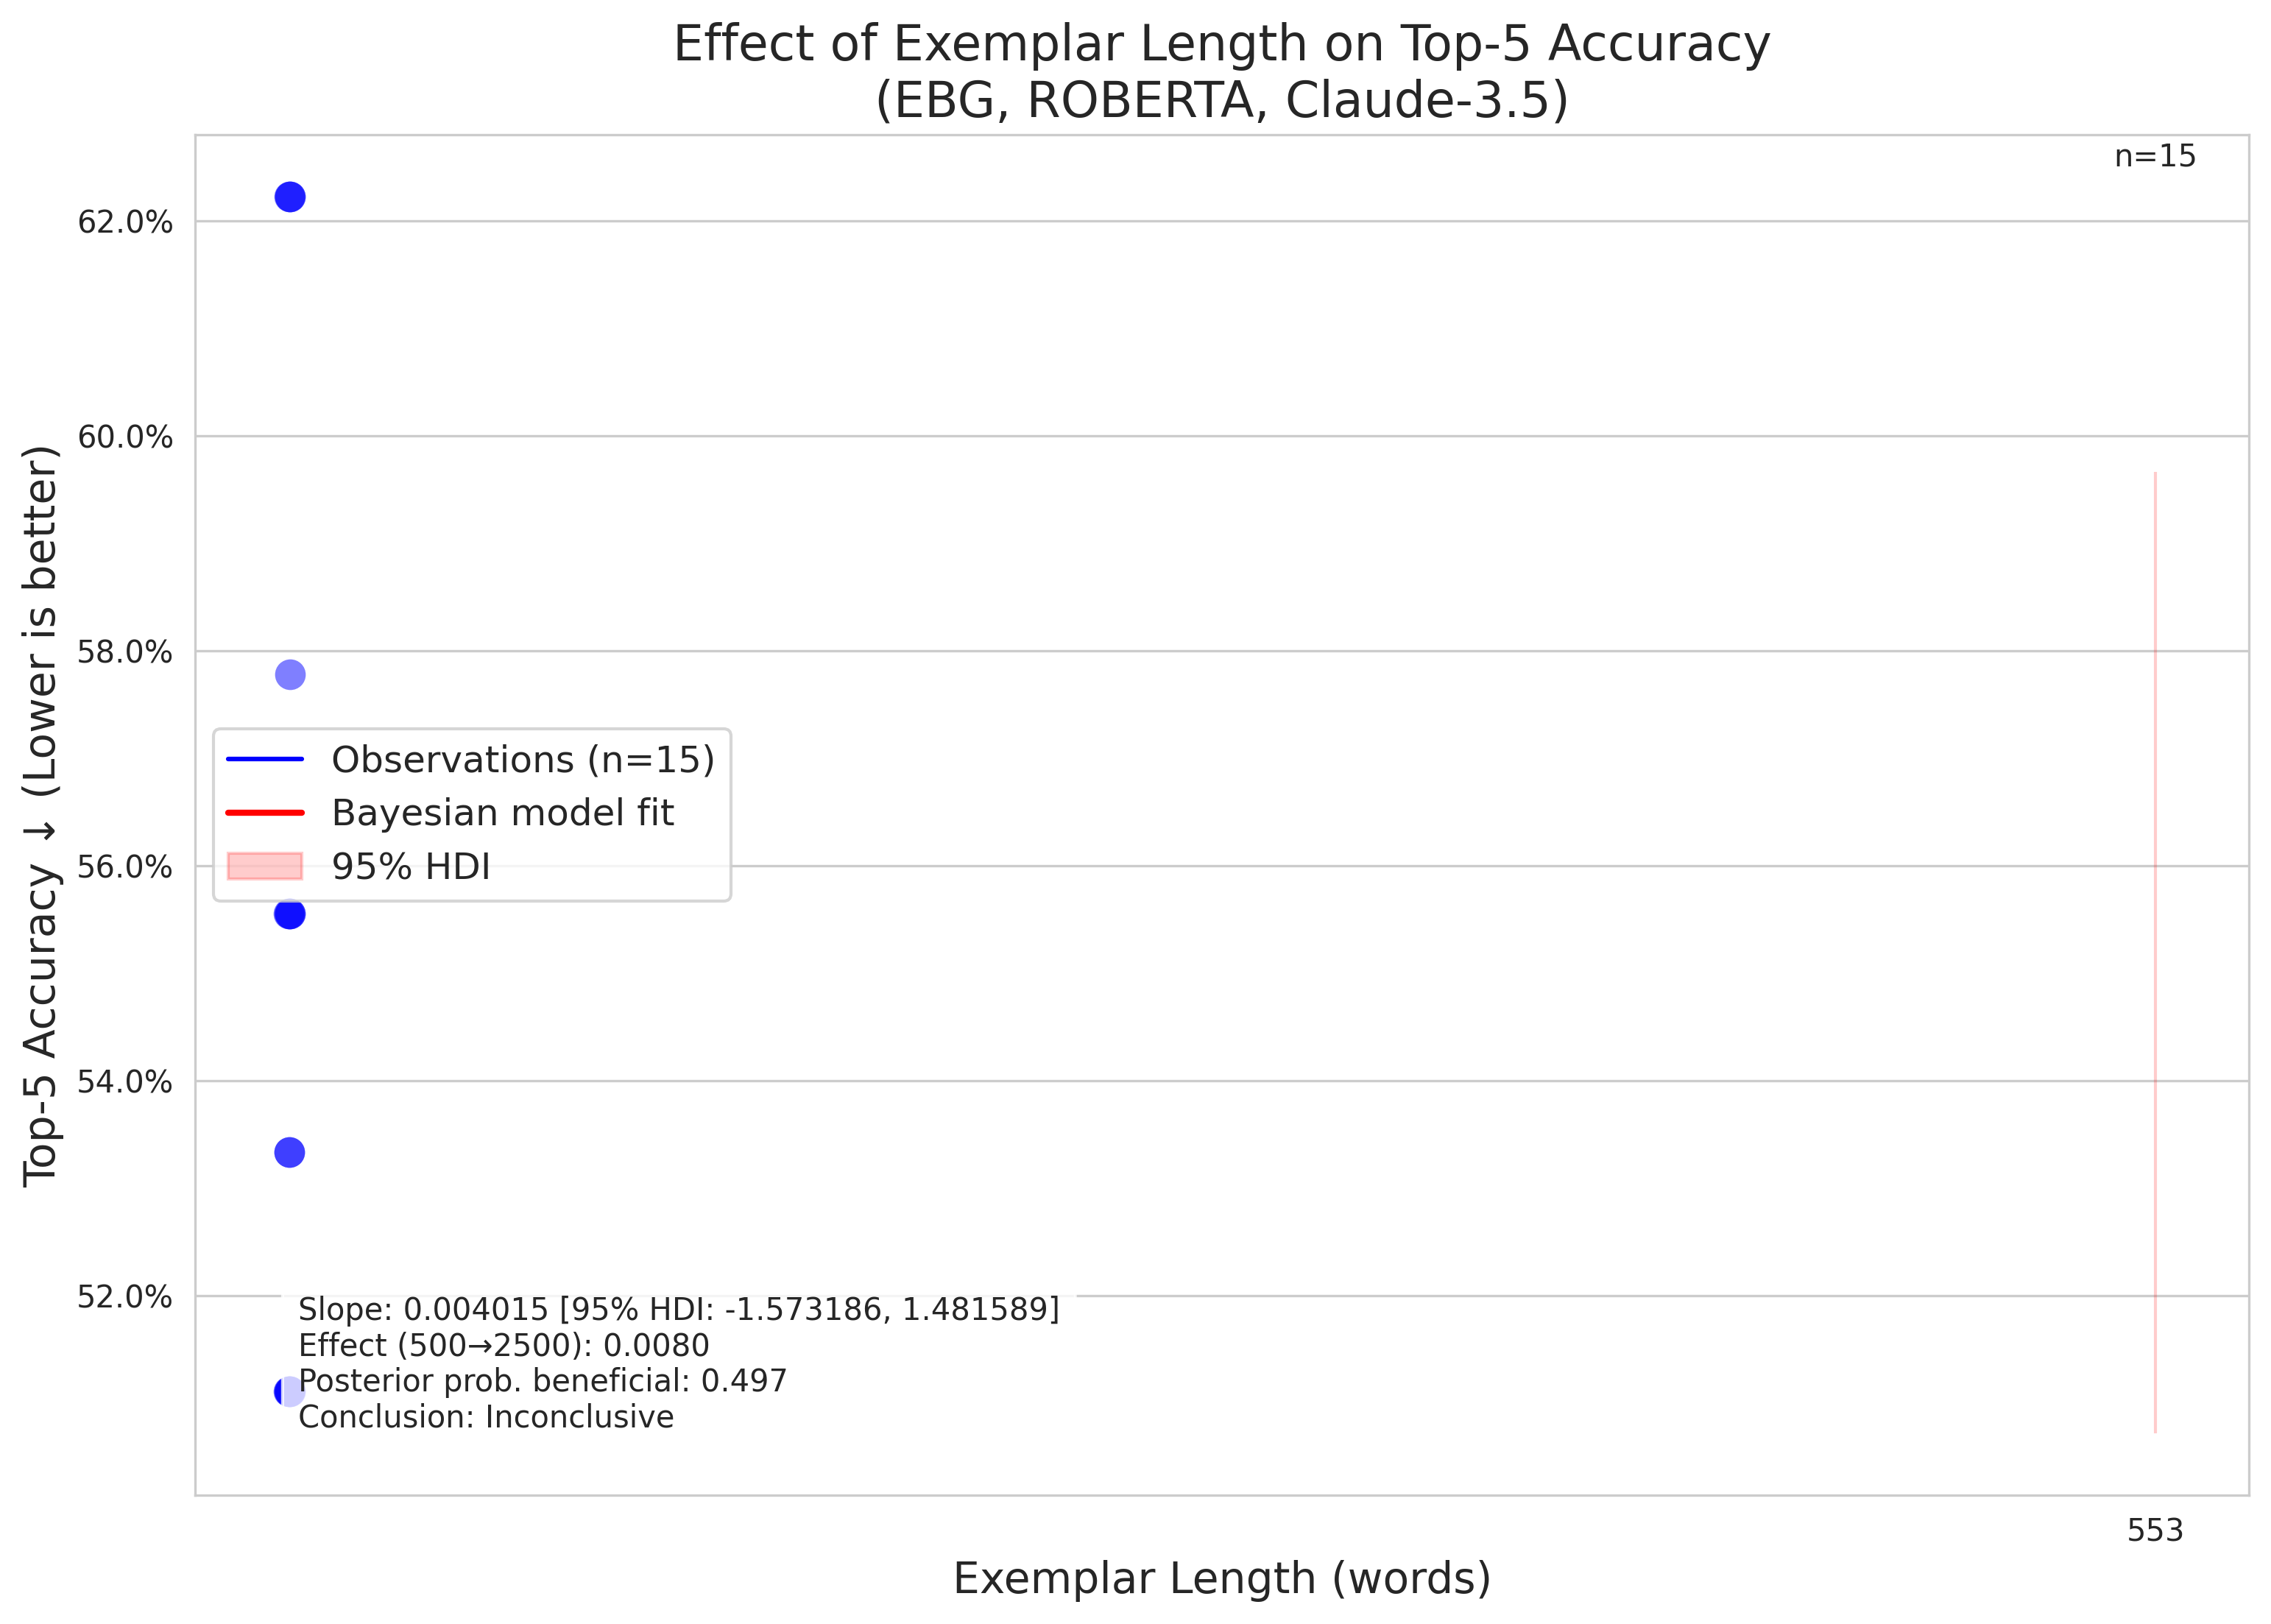 Effect of Exemplar Length on Top-5 Accuracy
(EBG, ROBERTA, Claude-3.5)
n=15
62.0%
60.0%
58.0%
56.0%
54.0%
52.0%
Top-5 Accuracy ↓ (Lower is better)
Observations (n=15)
Bayesian model fit
95% HDI
Slope: 0.004015 [95% HDI: -1.573186, 1.481589]
Effect (500→2500): 0.0080
Posterior prob. beneficial: 0.497
Conclusion: Inconclusive
553
Exemplar Length (words)